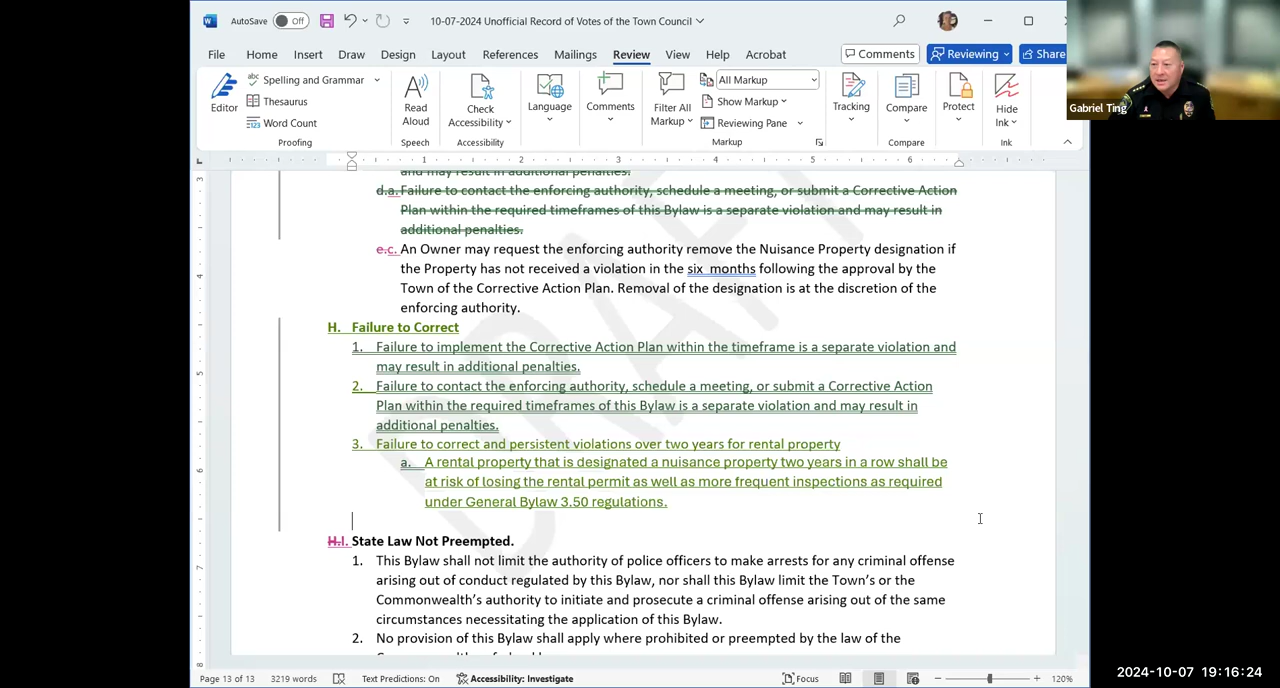 AutoSave Off 10-07-2024 Unofficial Record of Votes of the Town Council
File Home Insert Draw Design Layout References Mailings Review View Help Acrobat Comments Reviewing Share
Editor Spelling and Grammar Thesaurus Word Count
Proofing
Read Aloud
Speech
Check Accessibility
Accessibility
Language
Comments
Filter All Markup All Markup Show Markup Reviewing Pane
Markup
Tracking
Compare
Compare
Protect
Hide Ink
Ink
Gabriel Ting
1 2 3 4 5 6
and may result in additional penalties.
d.a. Failure to contact the enforcing authority, schedule a meeting, or submit a Corrective Action
Plan within the required timeframes of this Bylaw is a separate violation and may result in
additional penalties.
e.c. An Owner may request the enforcing authority remove the Nuisance Property designation if
the Property has not received a violation in the six months following the approval by the
Town of the Corrective Action Plan. Removal of the designation is at the discretion of the
enforcing authority.
H. Failure to Correct
1. Failure to implement the Corrective Action Plan within the timeframe is a separate violation and
may result in additional penalties.
2. Failure to contact the enforcing authority, schedule a meeting, or submit a Corrective Action
Plan within the required timeframes of this Bylaw is a separate violation and may result in
additional penalties.
3. Failure to correct and persistent violations over two years for rental property
a. A rental property that is designated a nuisance property two years in a row shall be
at risk of losing the rental permit as well as more frequent inspections as required
under General Bylaw 3.50 regulations.
H.I. State Law Not Preempted.
1. This Bylaw shall not limit the authority of police officers to make arrests for any criminal offense
arising out of conduct regulated by this Bylaw, nor shall this Bylaw limit the Town's or the
Commonwealth's authority to initiate and prosecute a criminal offense arising out of the same
circumstances necessitating the application of this Bylaw.
2. No provision of this Bylaw shall apply where prohibited or preempted by the law of the
DRAFT
Page 13 of 13 3219 words Text Predictions: On Accessibility: Investigate Focus 120%
2024-10-07 19:16:24